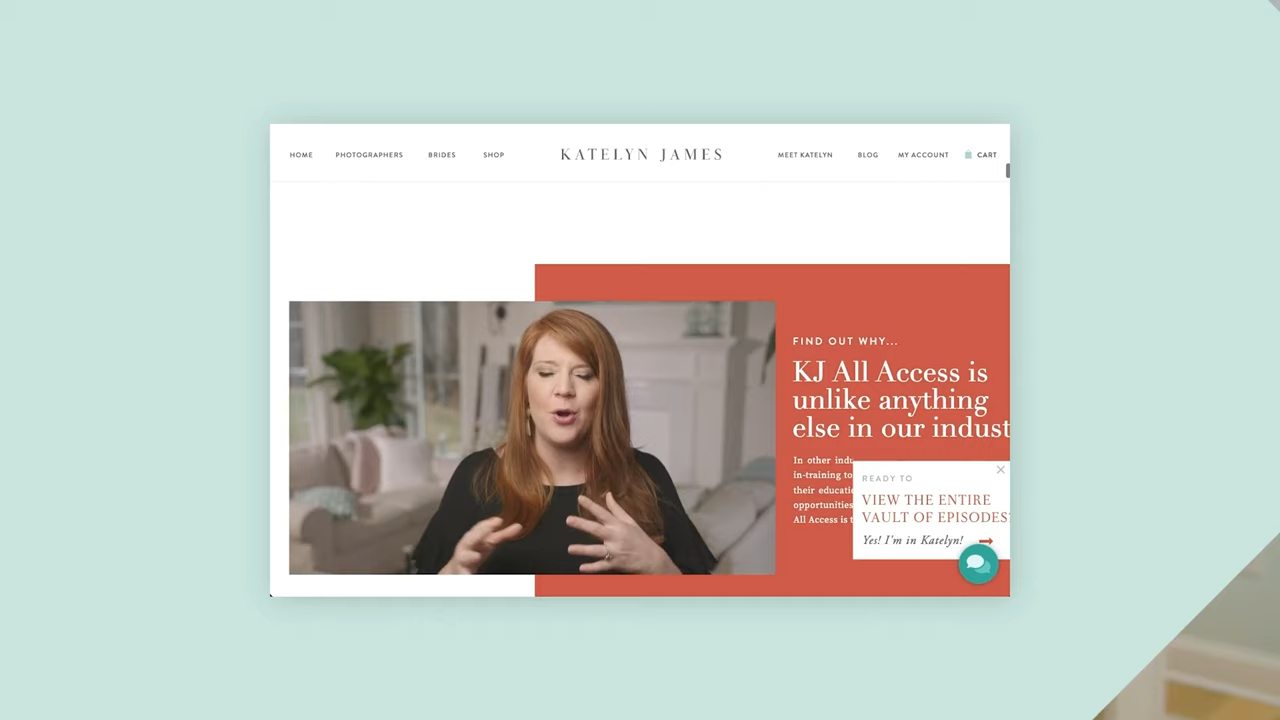 HOME PHOTOGRAPHERS BRIDES SHOP KATELYN JAMES MEET KATELYN BLOG MY ACCOUNT CART
FIND OUT WHY...
KJ All Access is
unlike anything
else in our indust
In other indu
in-training to
their educatio
opportunities
All Access is t
READY TO
VIEW THE ENTIRE
VAULT OF EPISODES
Yes! I'm in Katelyn!